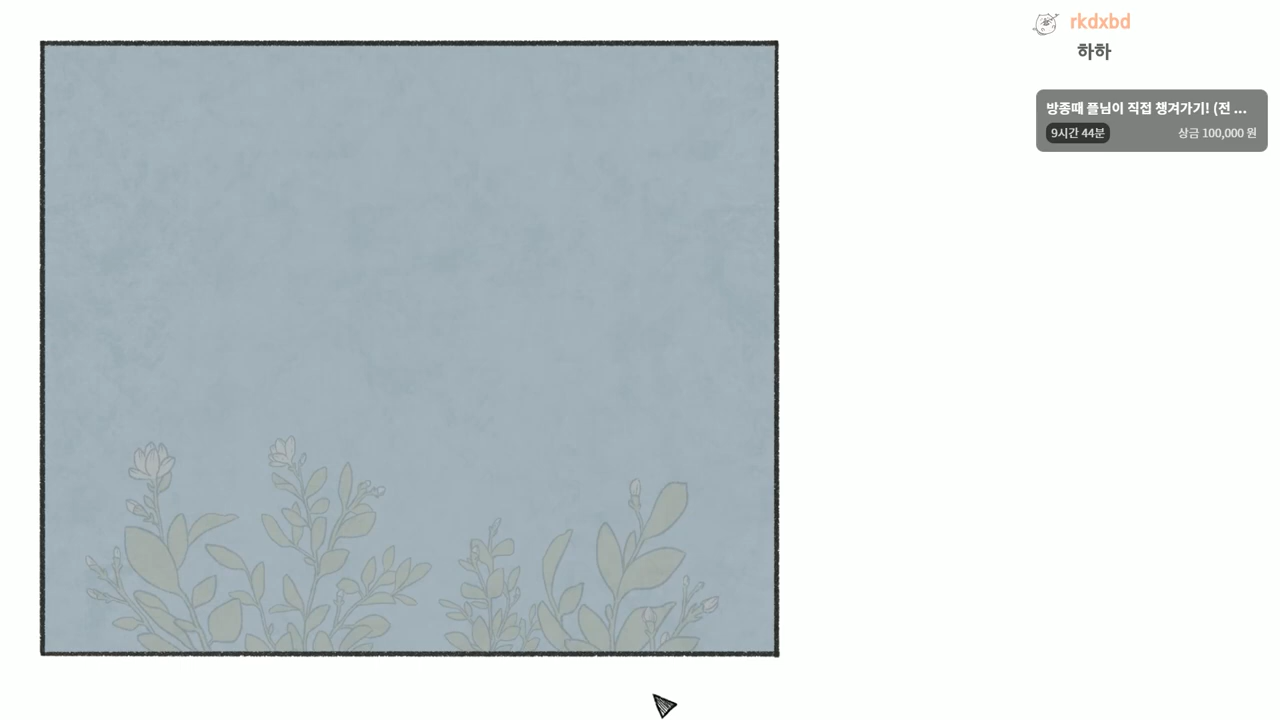 rkdxbd
하하
방종때 플님이 직접 챙겨가기! (전 ...
9시간 44분
상금 100,000 원